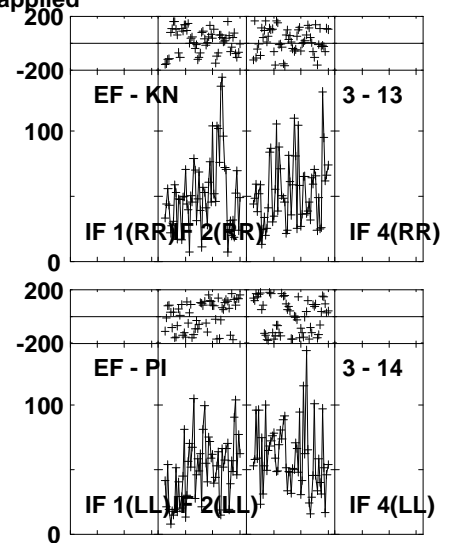 applied
200
-200
EF - KN 3 - 13
100
IF 1(RR) IF 2(RR) IF 4(RR)
0
200
-200
EF - PI 3 - 14
100
IF 1(LL) IF 2(LL) IF 4(LL)
0